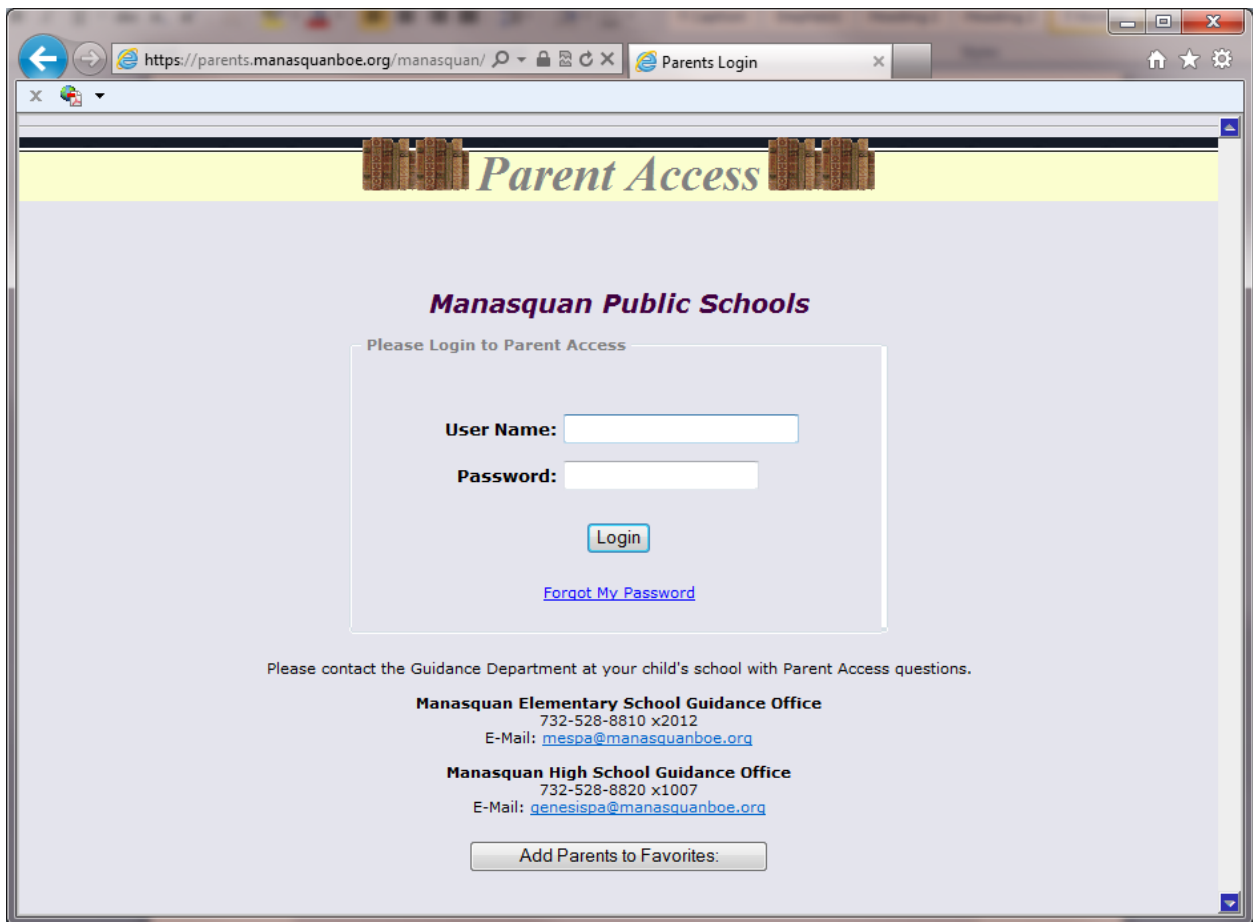 https://parents.manasquanboe.org/manasquan/
Parents Login
Parent Access
Manasquan Public Schools
Please Login to Parent Access
User Name:
Password:
Login
Forgot My Password
Please contact the Guidance Department at your child's school with Parent Access questions.
Manasquan Elementary School Guidance Office
732-528-8810 x2012
E-Mail: mespa@manasquanboe.org
Manasquan High School Guidance Office
732-528-8820 x1007
E-Mail: genesispa@manasquanboe.org
Add Parents to Favorites: